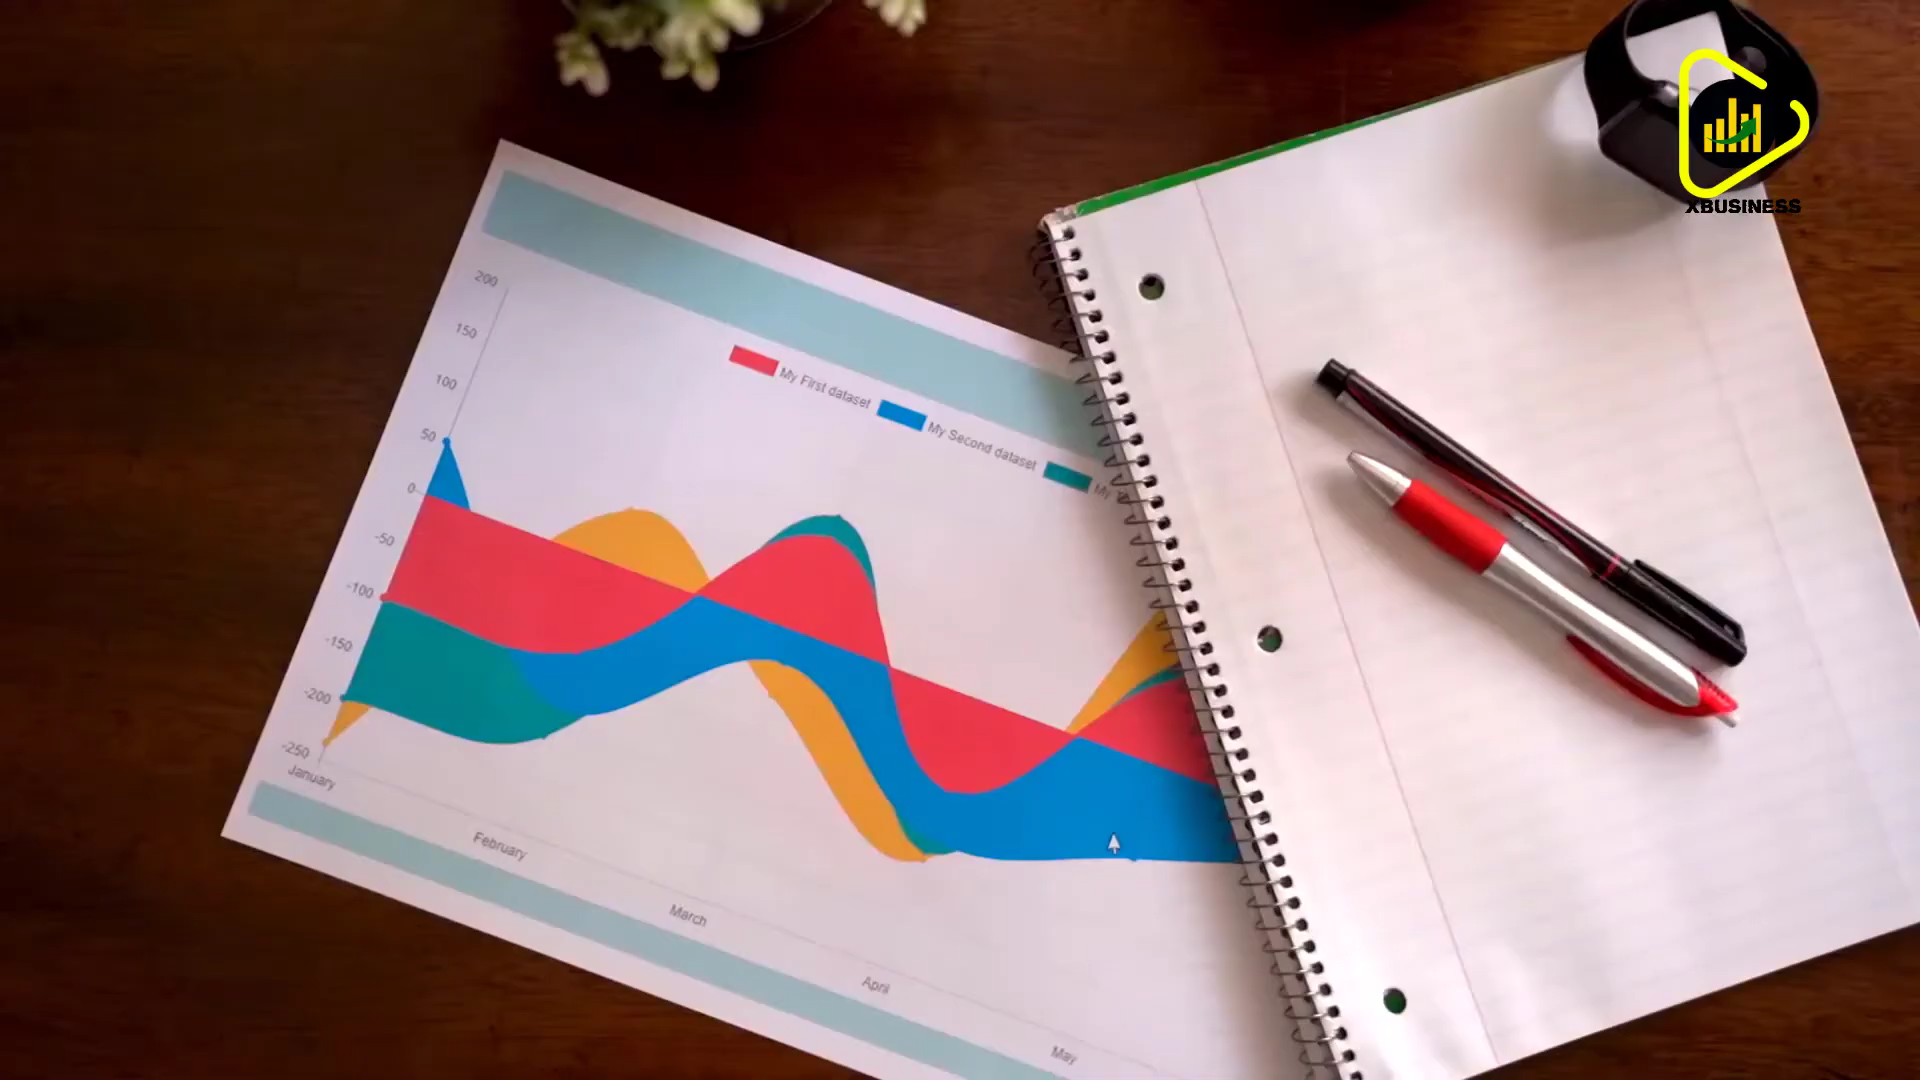 XBUSINESS
200
150
100
50
0
-50
-100
-150
-200
-250
My First dataset
My Second dataset
My
January
February
March
April
May